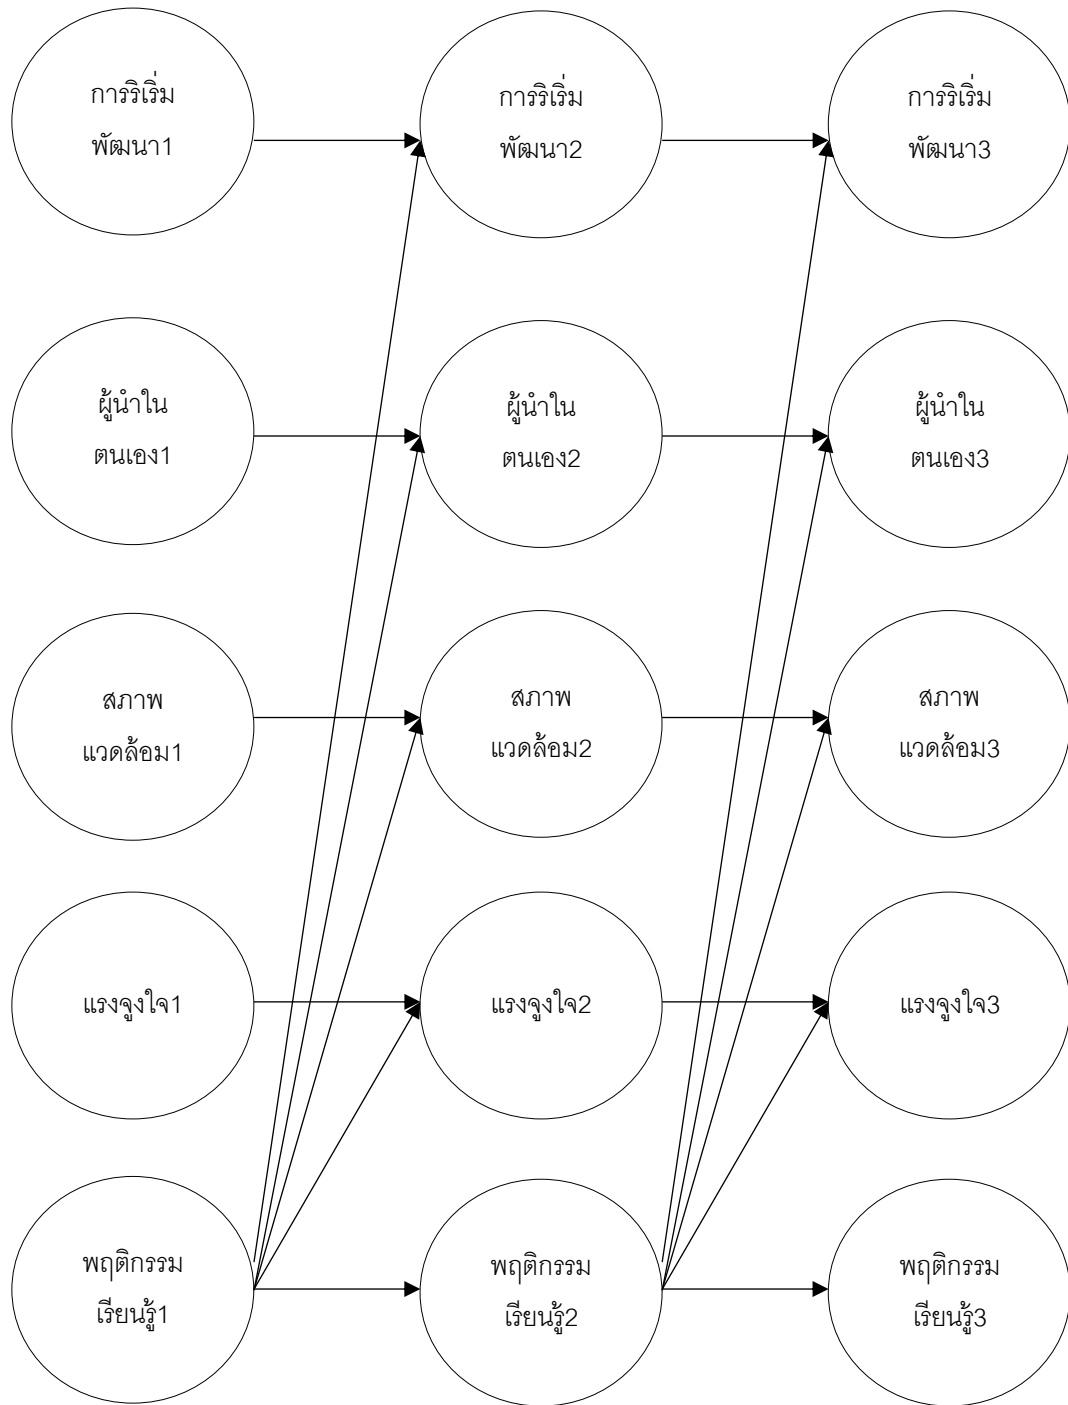 การริเริ่ม
พัฒนา1
การริเริ่ม
พัฒนา2
การริเริ่ม
พัฒนา3
ผู้นำใน
ตนเอง1
ผู้นำใน
ตนเอง2
ผู้นำใน
ตนเอง3
สภาพ
แวดล้อม1
สภาพ
แวดล้อม2
สภาพ
แวดล้อม3
แรงจูงใจ1
แรงจูงใจ2
แรงจูงใจ3
พฤติกรรม
เรียนรู้1
พฤติกรรม
เรียนรู้2
พฤติกรรม
เรียนรู้3